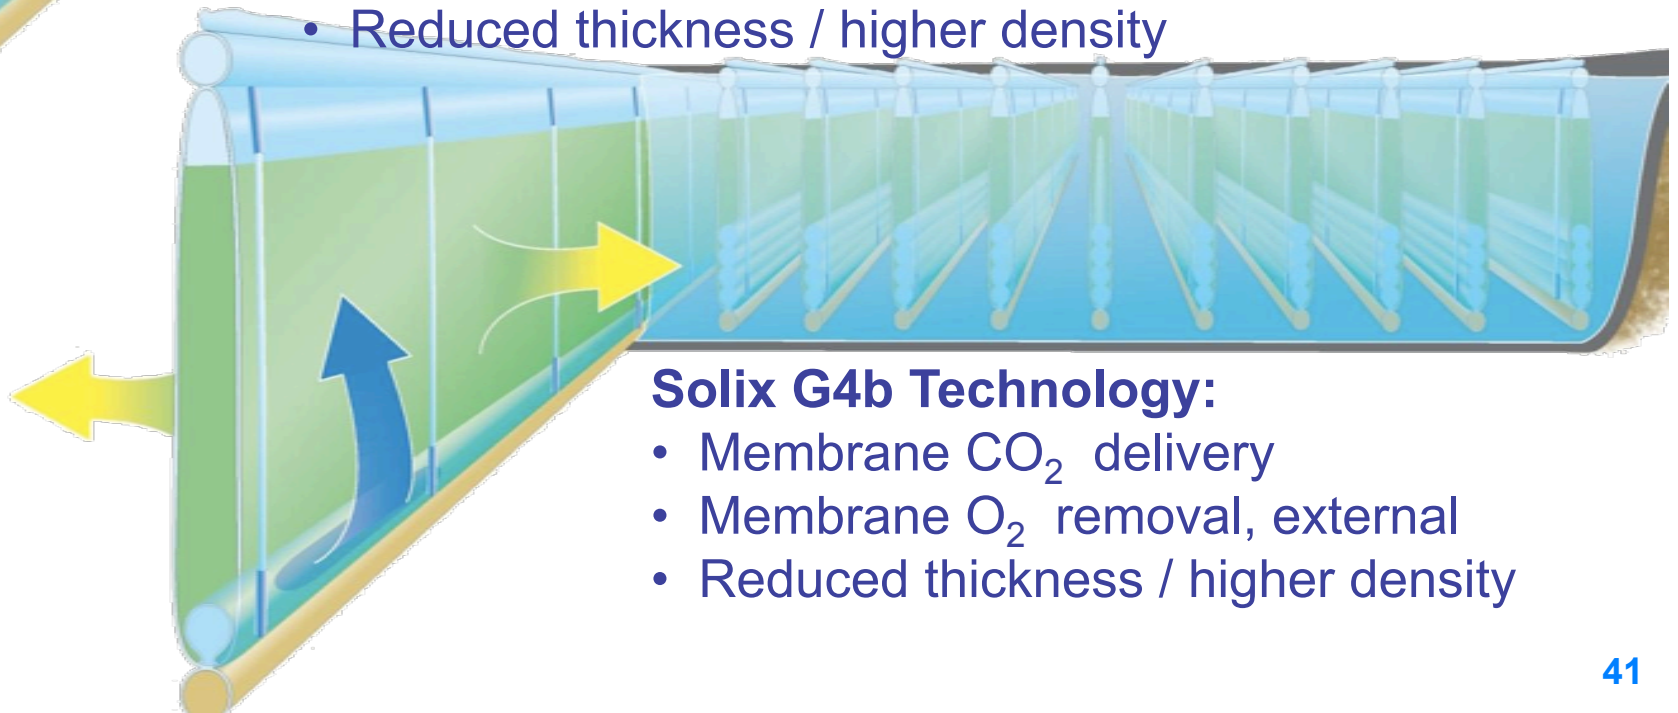 • Reduced thickness / higher density
Solix G4b Technology:
• Membrane CO₂ delivery
• Membrane O₂ removal, external
• Reduced thickness / higher density
41